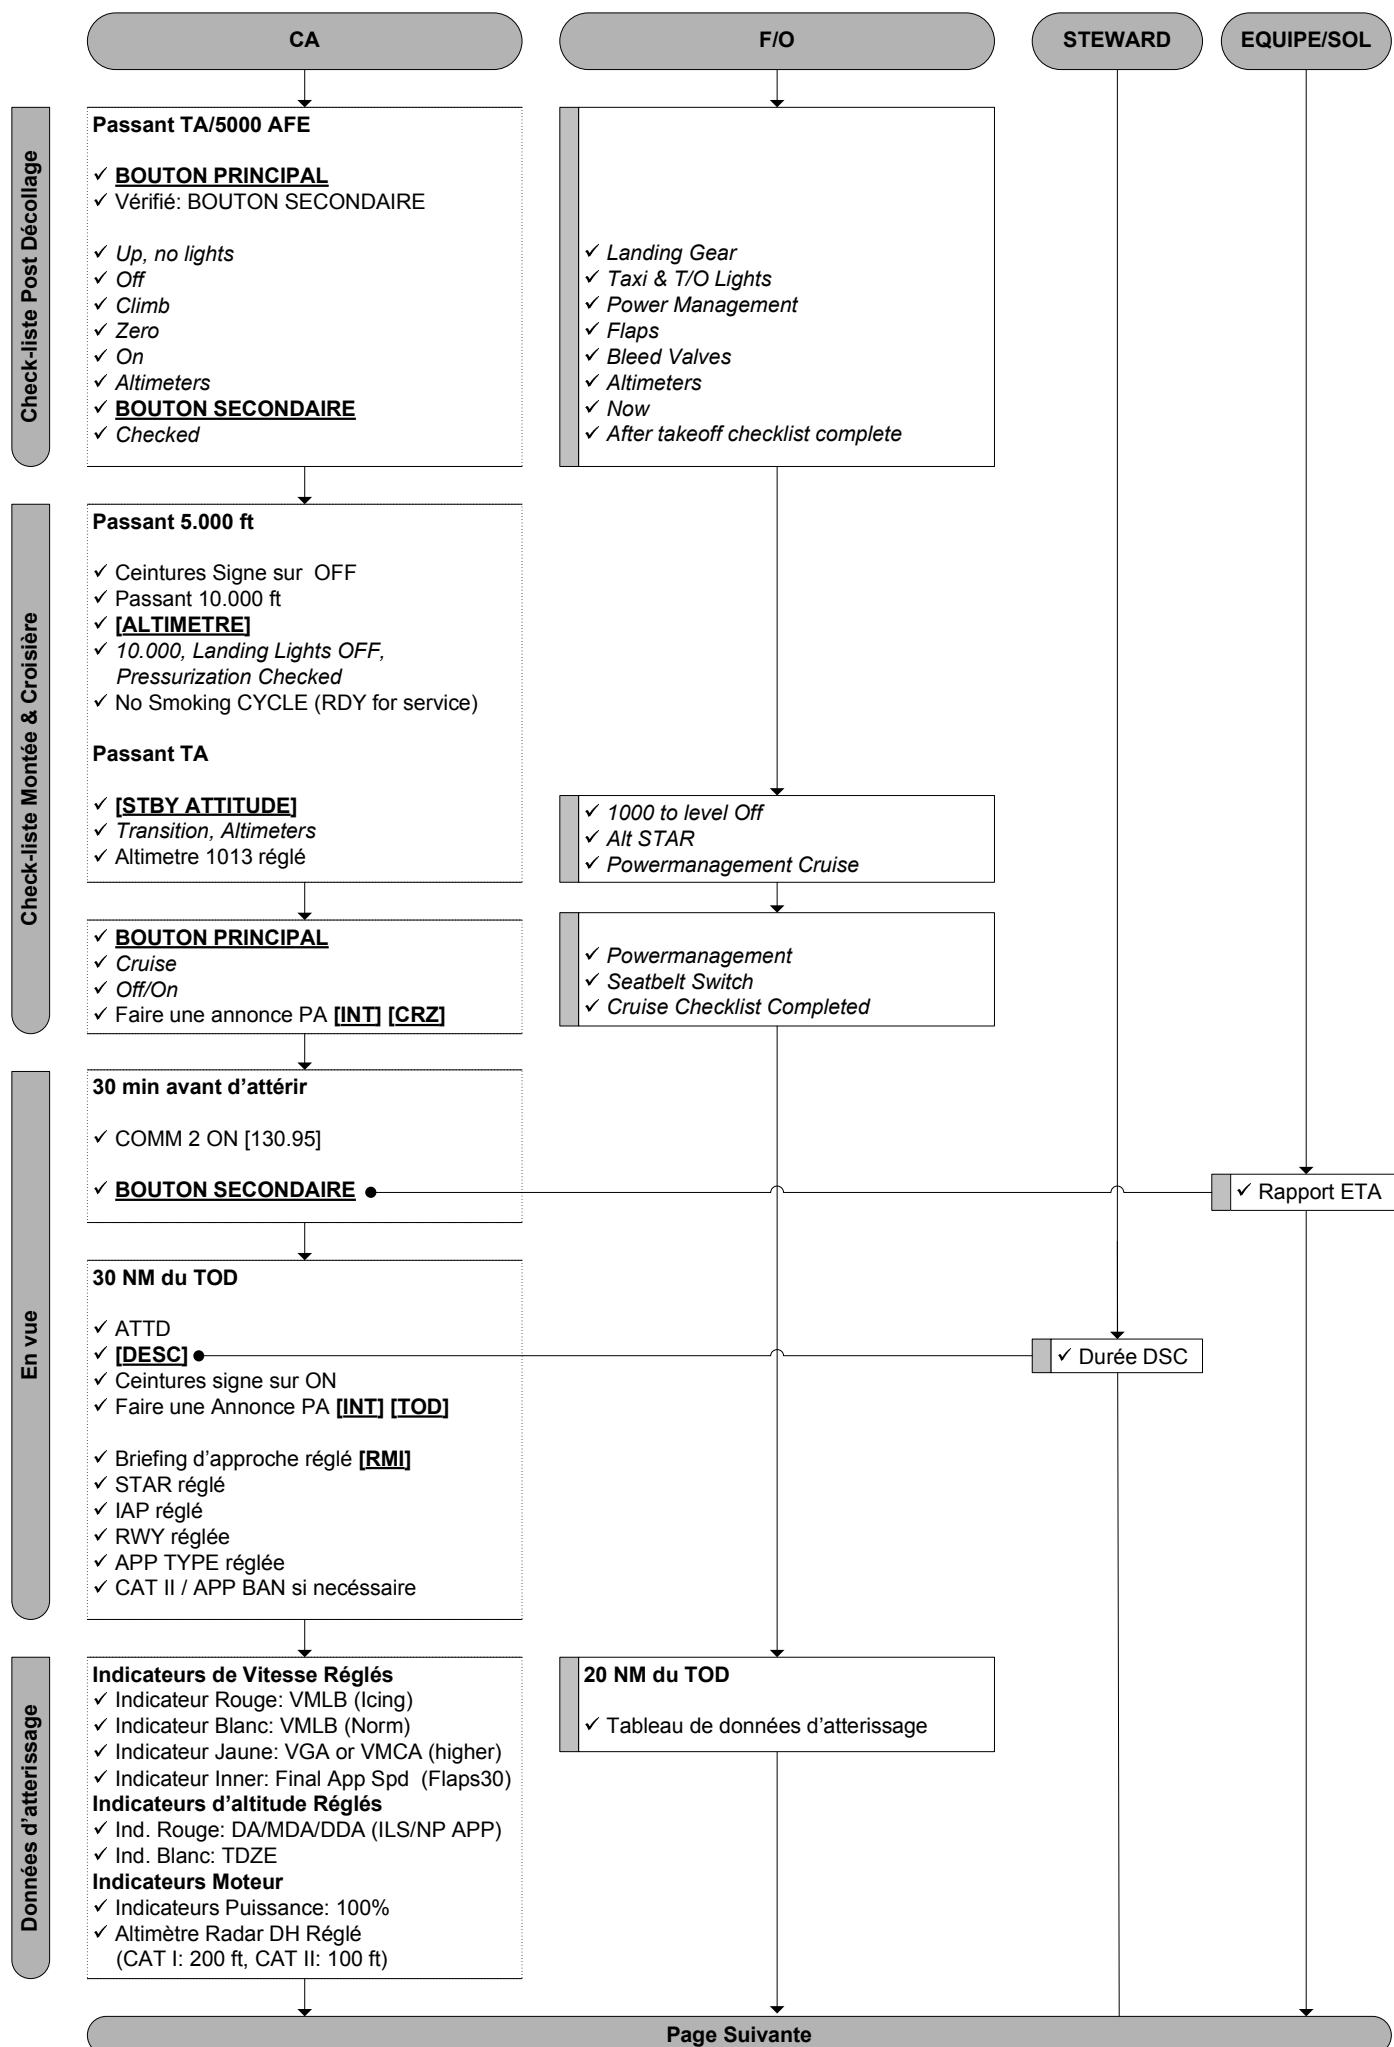 CA
F/O
STEWARD
EQUIPE/SOL
Check-liste Post Décollage
Passant TA/5000 AFE
✓ BOUTON PRINCIPAL
✓ Vérifié: BOUTON SECONDAIRE
✓ Up, no lights
✓ Off
✓ Climb
✓ Zero
✓ On
✓ Altimeters
✓ BOUTON SECONDAIRE
✓ Checked
✓ Landing Gear
✓ Taxi & T/O Lights
✓ Power Management
✓ Flaps
✓ Bleed Valves
✓ Altimeters
✓ Now
✓ After takeoff checklist complete
Check-liste Montée & Croisière
Passant 5.000 ft
✓ Ceintures Signe sur OFF
✓ Passant 10.000 ft
✓ [ALTIMETRE]
✓ 10.000, Landing Lights OFF,
Pressurization Checked
✓ No Smoking CYCLE (RDY for service)
Passant TA
✓ [STBY ATTITUDE]
✓ Transition, Altimeters
✓ Altimetre 1013 réglé
✓ 1000 to level Off
✓ Alt STAR
✓ Powermanagement Cruise
✓ BOUTON PRINCIPAL
✓ Cruise
✓ Off/On
✓ Faire une annonce PA [INT] [CRZ]
✓ Powermanagement
✓ Seatbelt Switch
✓ Cruise Checklist Completed
En vue
30 min avant d'attérir
✓ COMM 2 ON [130.95]
✓ BOUTON SECONDAIRE
✓ Rapport ETA
30 NM du TOD
✓ ATTD
✓ [DESC]
✓ Durée DSC
✓ Ceintures signe sur ON
✓ Faire une Annonce PA [INT] [TOD]
✓ Briefing d'approche réglé [RMI]
✓ STAR réglé
✓ IAP réglé
✓ RWY réglée
✓ APP TYPE réglée
✓ CAT II / APP BAN si necéssaire
Données d'atterissage
Indicateurs de Vitesse Réglés
✓ Indicateur Rouge: VMLB (Icing)
✓ Indicateur Blanc: VMLB (Norm)
✓ Indicateur Jaune: VGA or VMCA (higher)
✓ Indicateur Inner: Final App Spd (Flaps30)
Indicateurs d'altitude Réglés
✓ Ind. Rouge: DA/MDA/DDA (ILS/NP APP)
✓ Ind. Blanc: TDZE
Indicateurs Moteur
✓ Indicateurs Puissance: 100%
✓ Altimètre Radar DH Réglé
(CAT I: 200 ft, CAT II: 100 ft)
20 NM du TOD
✓ Tableau de données d'atterissage
Page Suivante